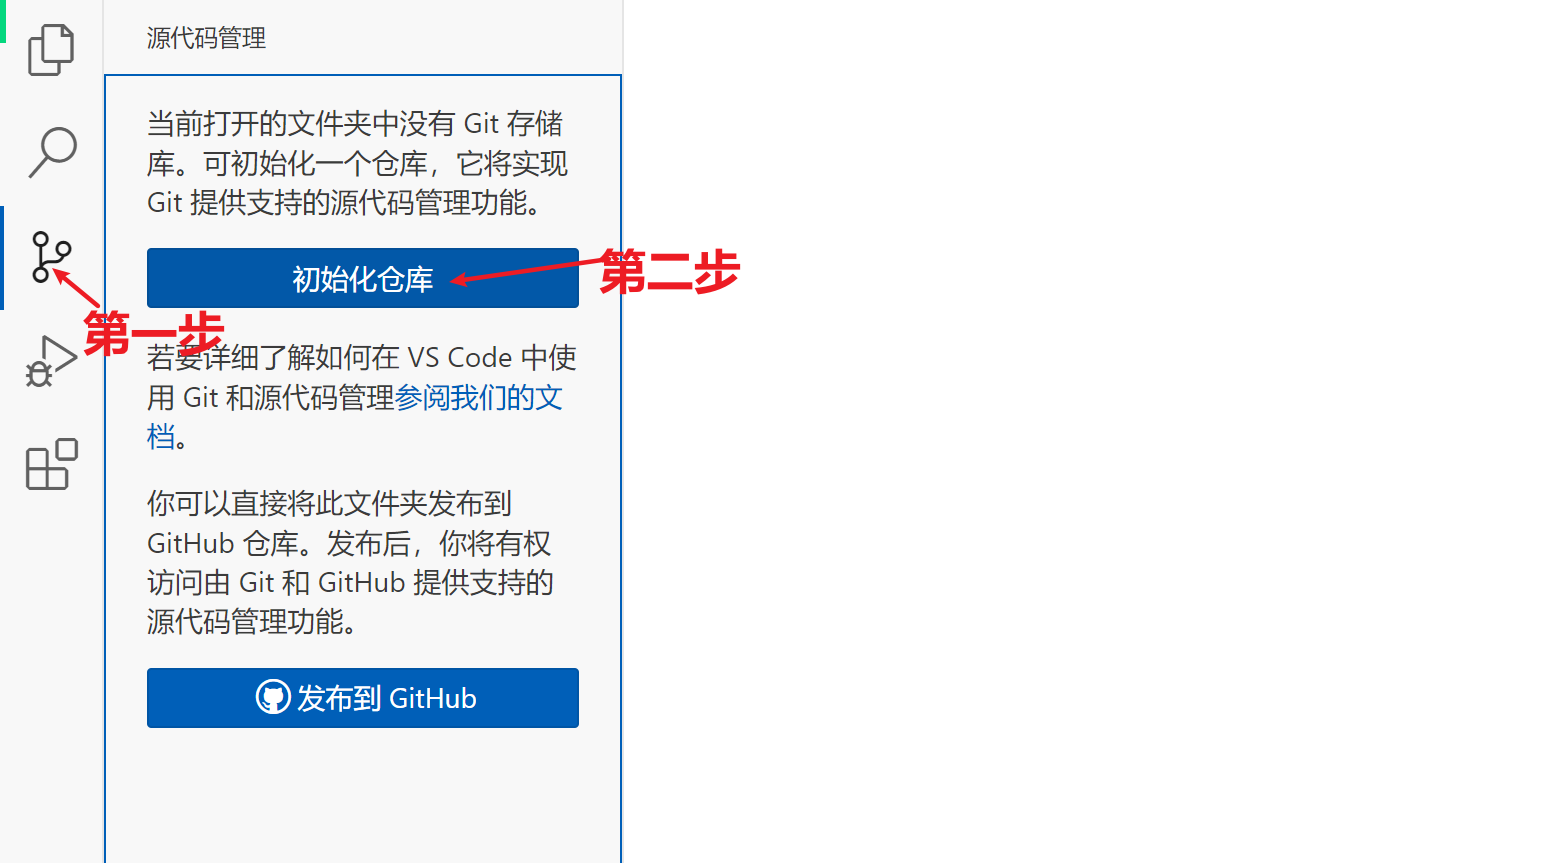 源代码管理
当前打开的文件夹中没有 Git 存储
库。可初始化一个仓库，它将实现
Git 提供支持的源代码管理功能。
初始化仓库
第二步
第一步
若要详细了解如何在 VS Code 中使
用 Git 和源代码管理参阅我们的文
档。
你可以直接将此文件夹发布到
GitHub 仓库。发布后，你将有权
访问由 Git 和 GitHub 提供支持的
源代码管理功能。
发布到 GitHub